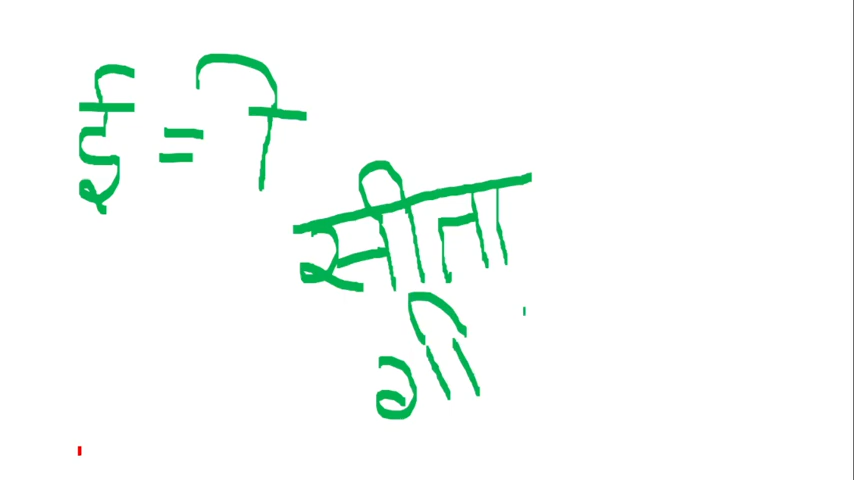 ई = ी
सीता
गी